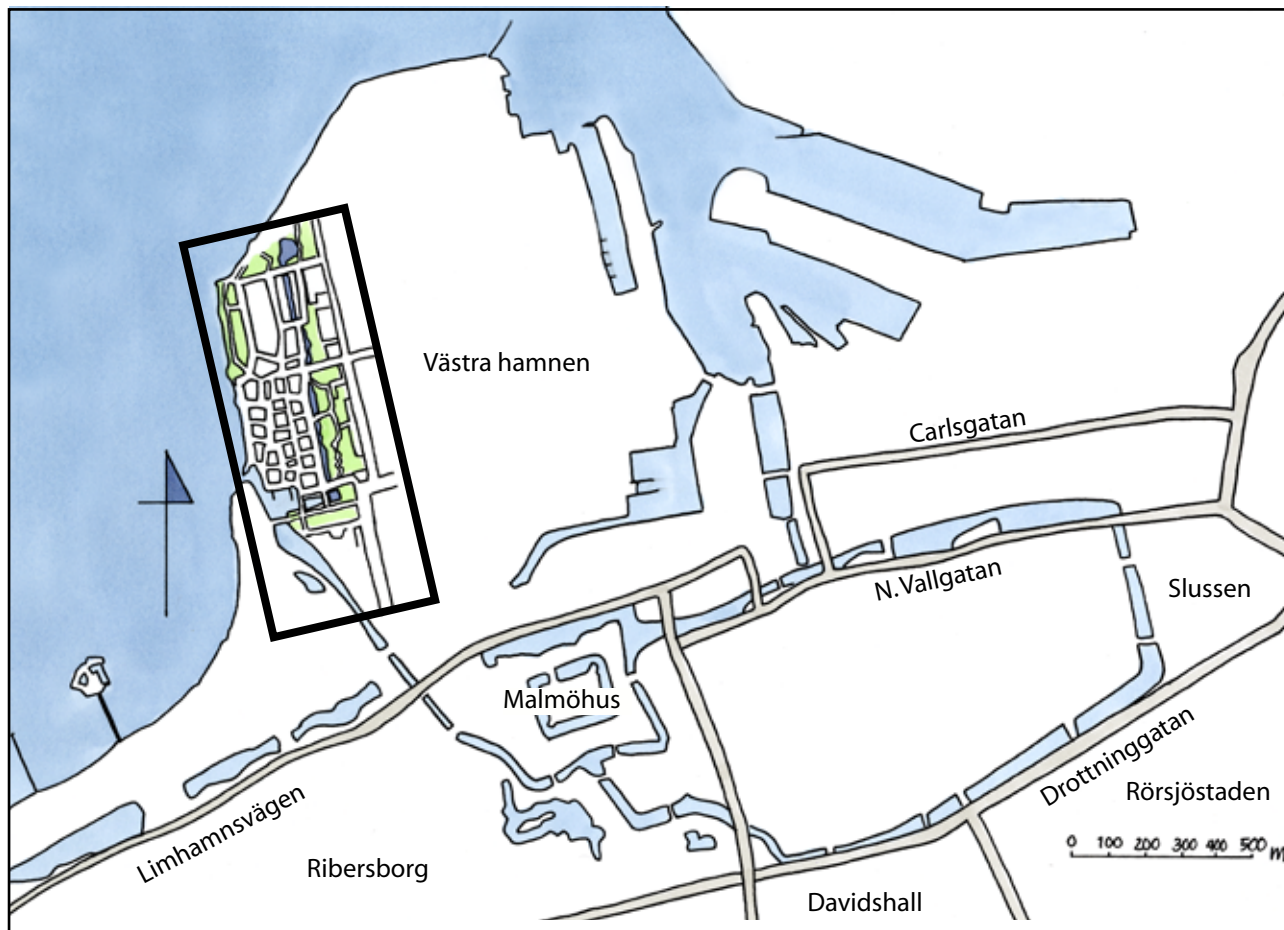 Västra hamnen
Carlsgatan
N. Vallgatan
Slussen
Malmöhus
Drottninggatan
Rörsjöstaden
Limhamnsvägen
0 100 200 300 400 500 m
Ribersborg
Davidshall